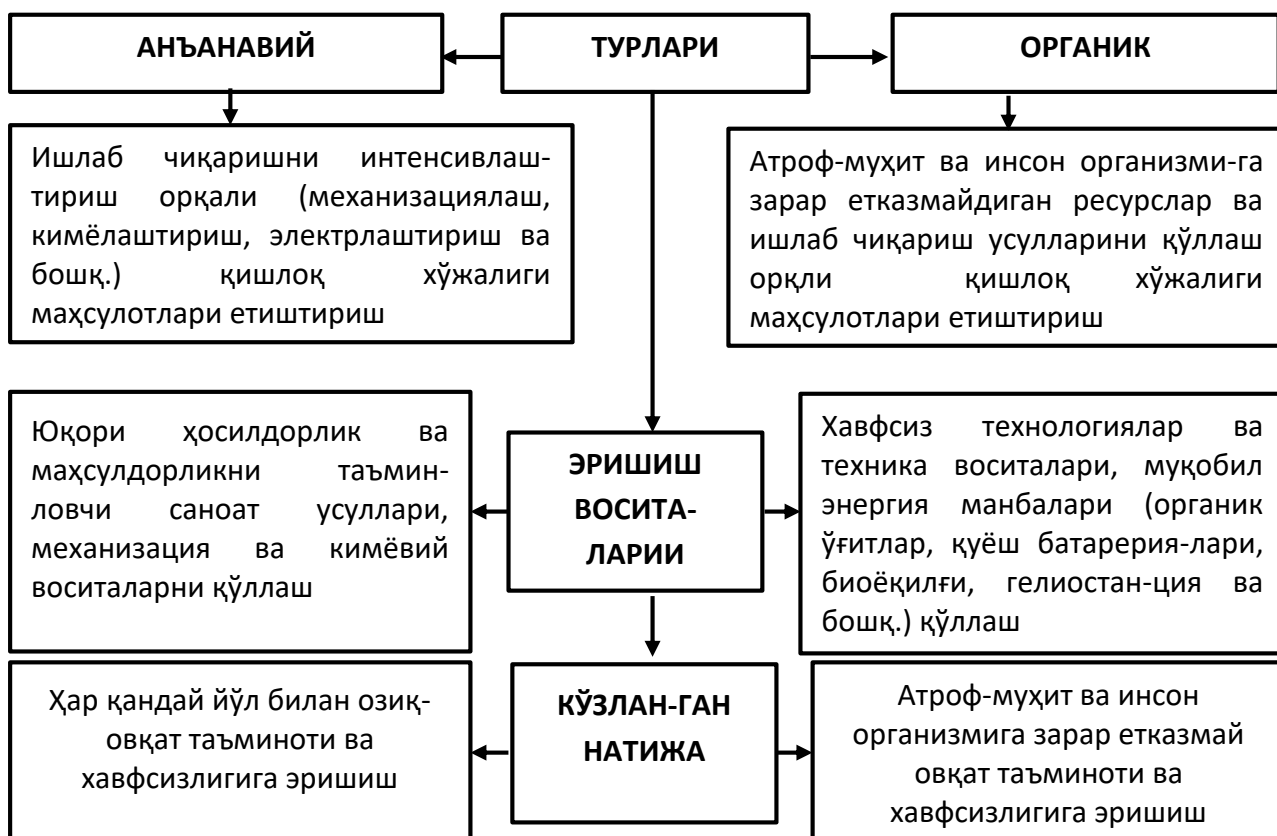 АНЪАНАВИЙ
ТУРЛАРИ
ОРГАНИК
Ишлаб чиқаришни интенсивлаш-
тириш орқали (механизациялаш,
кимёлаштириш, электрлаштириш ва
бошқ.) қишлоқ хўжалиги
маҳсулотлари етиштириш
Атроф-муҳит ва инсон организми-га
зарар етказмайдиган ресурслар ва
ишлаб чиқариш усулларини қўллаш
орқли қишлоқ хўжалиги
маҳсулотлари етиштириш
Юқори ҳосилдорлик ва
маҳсулдорликни таъмин-
ловчи саноат усуллари,
механизация ва кимёвий
воситаларни қўллаш
ЭРИШИШ
ВОСИТА-
ЛАРИИ
Хавфсиз технологиялар ва
техника воситалари, муқобил
энергия манбалари (органик
ўғитлар, қуёш батарерия-лари,
биоёқилғи, гелиостан-ция ва
бошқ.) қўллаш
Ҳар қандай йўл билан озиқ-
овқат таъминоти ва
хавфсизлигига эришиш
КЎЗЛАН-ГАН
НАТИЖА
Атроф-муҳит ва инсон
организмига зарар етказмай
овқат таъминоти ва
хавфсизлигига эришиш